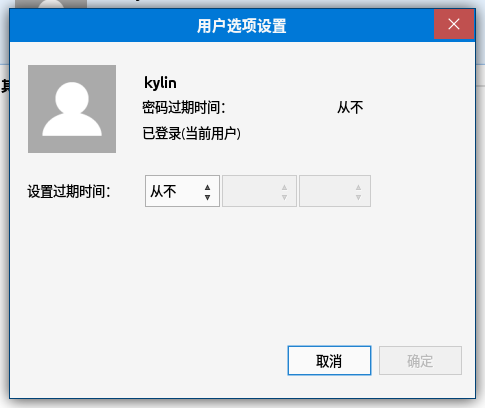 用户选项设置
kylin
密码过期时间： 从不
已登录(当前用户)
设置过期时间： 从不
取消 确定